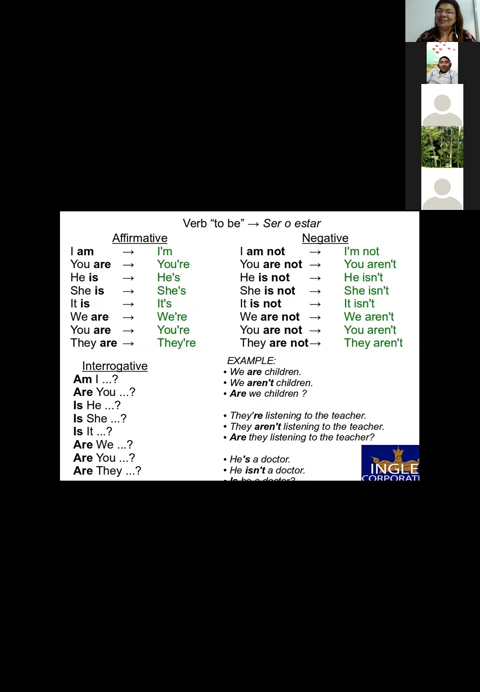 Verb "to be" → Ser o estar
Affirmative
I am → I'm
You are → You're
He is → He's
She is → She's
It is → It's
We are → We're
You are → You're
They are → They're
Negative
I am not → I'm not
You are not → You aren't
He is not → He isn't
She is not → She isn't
It is not → It isn't
We are not → We aren't
You are not → You aren't
They are not→ They aren't
Interrogative
Am I ...?
Are You ...?
Is He ...?
Is She ...?
Is It ...?
Are We ...?
Are You ...?
Are They ...?
EXAMPLE:
• We are children.
• We aren't children.
• Are we children ?
• They're listening to the teacher.
• They aren't listening to the teacher.
• Are they listening to the teacher?
• He's a doctor.
• He isn't a doctor.
• Is he a doctor?
INGLE
CORPORATI